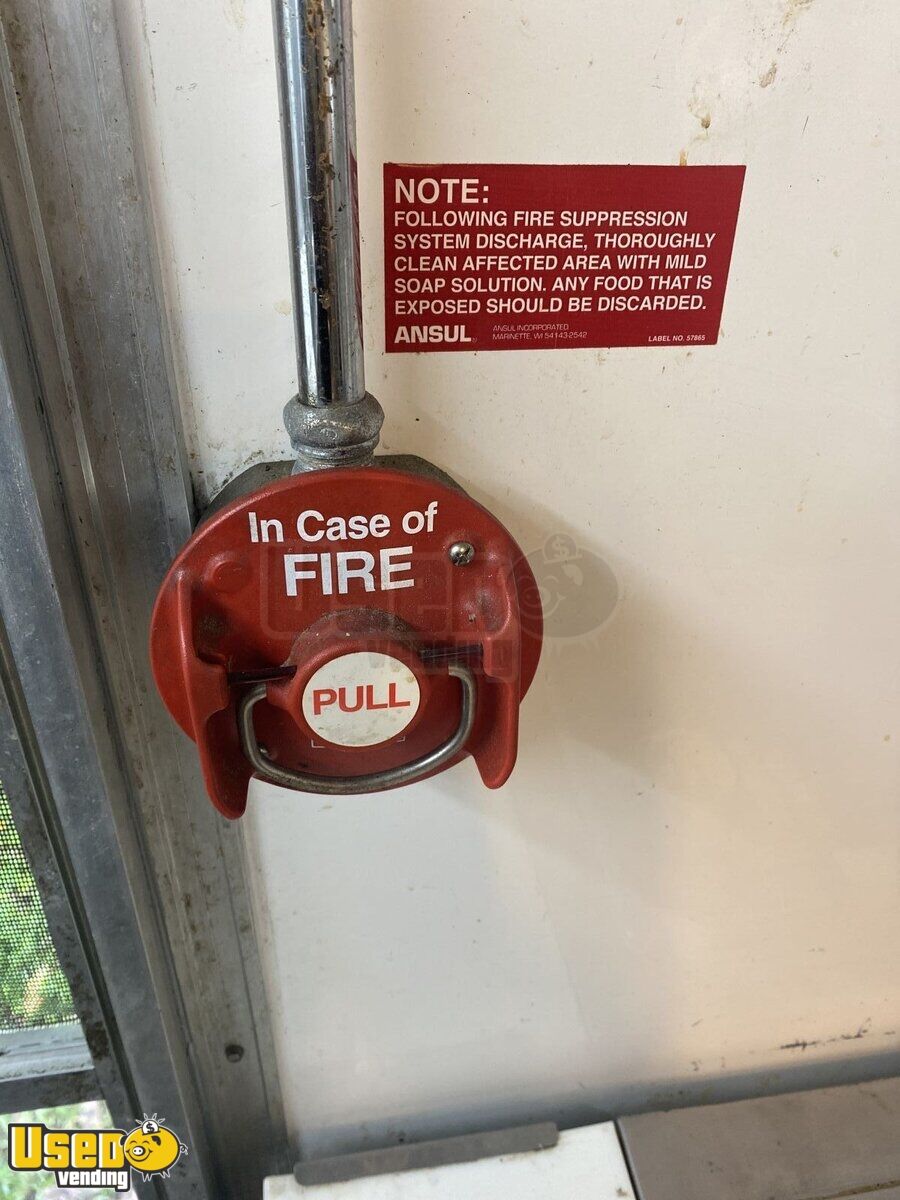 NOTE:
FOLLOWING FIRE SUPPRESSION
SYSTEM DISCHARGE, THOROUGHLY
CLEAN AFFECTED AREA WITH MILD
SOAP SOLUTION. ANY FOOD THAT IS
EXPOSED SHOULD BE DISCARDED.
ANSUL
ANSUL INCORPORATED
MARINETTE, WI 54143-2542
LABEL NO. 57865
In Case of
FIRE
PULL
USED
vending